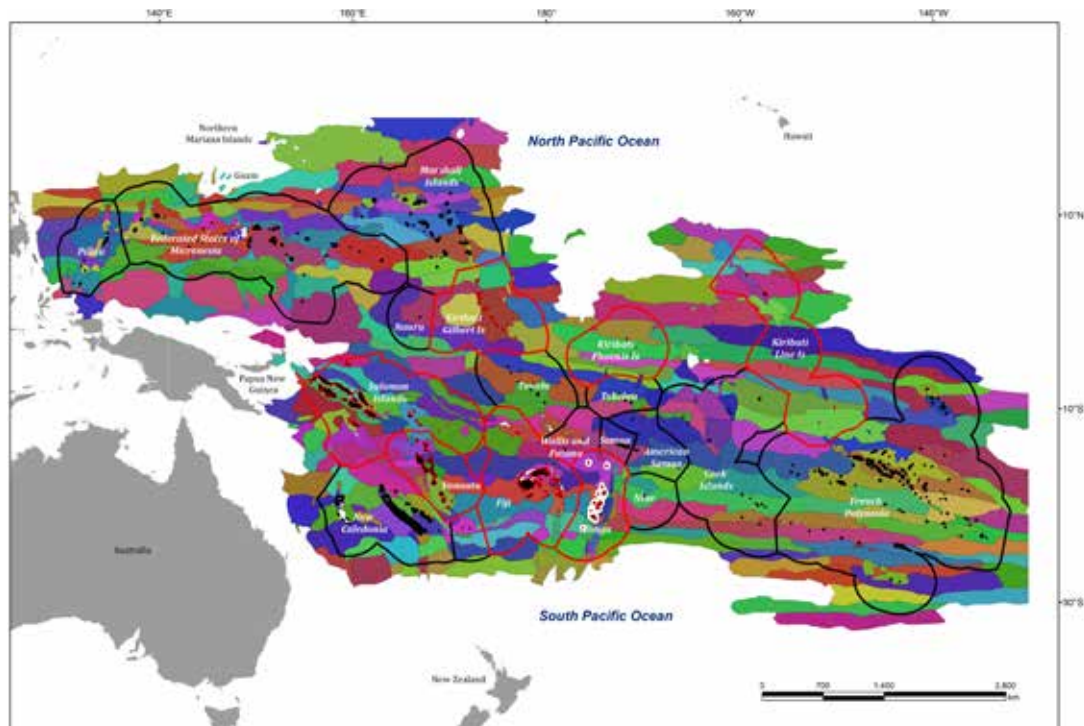 140°E
160°E
180°
160°W
140°W
Northern
Mariana Islands
North Pacific Ocean
Hawaii
Guam
Marshall
Islands
10°N
Palau
Federated States of
Micronesia
Nauru
Kiribati
Gilbert Is
Kiribati
Phoenix Is
Kiribati
Line Is
Papua New
Guinea
Solomon
Islands
Tuvalu
Tokelau
10°S
Wallis and
Futuna
Samoa
American
Samoa
Cook
Islands
Vanuatu
Fiji
Niue
French
Polynesia
New
Caledonia
Tonga
Australia
30°S
South Pacific Ocean
New Zealand
0
700
1,400
2,800
km